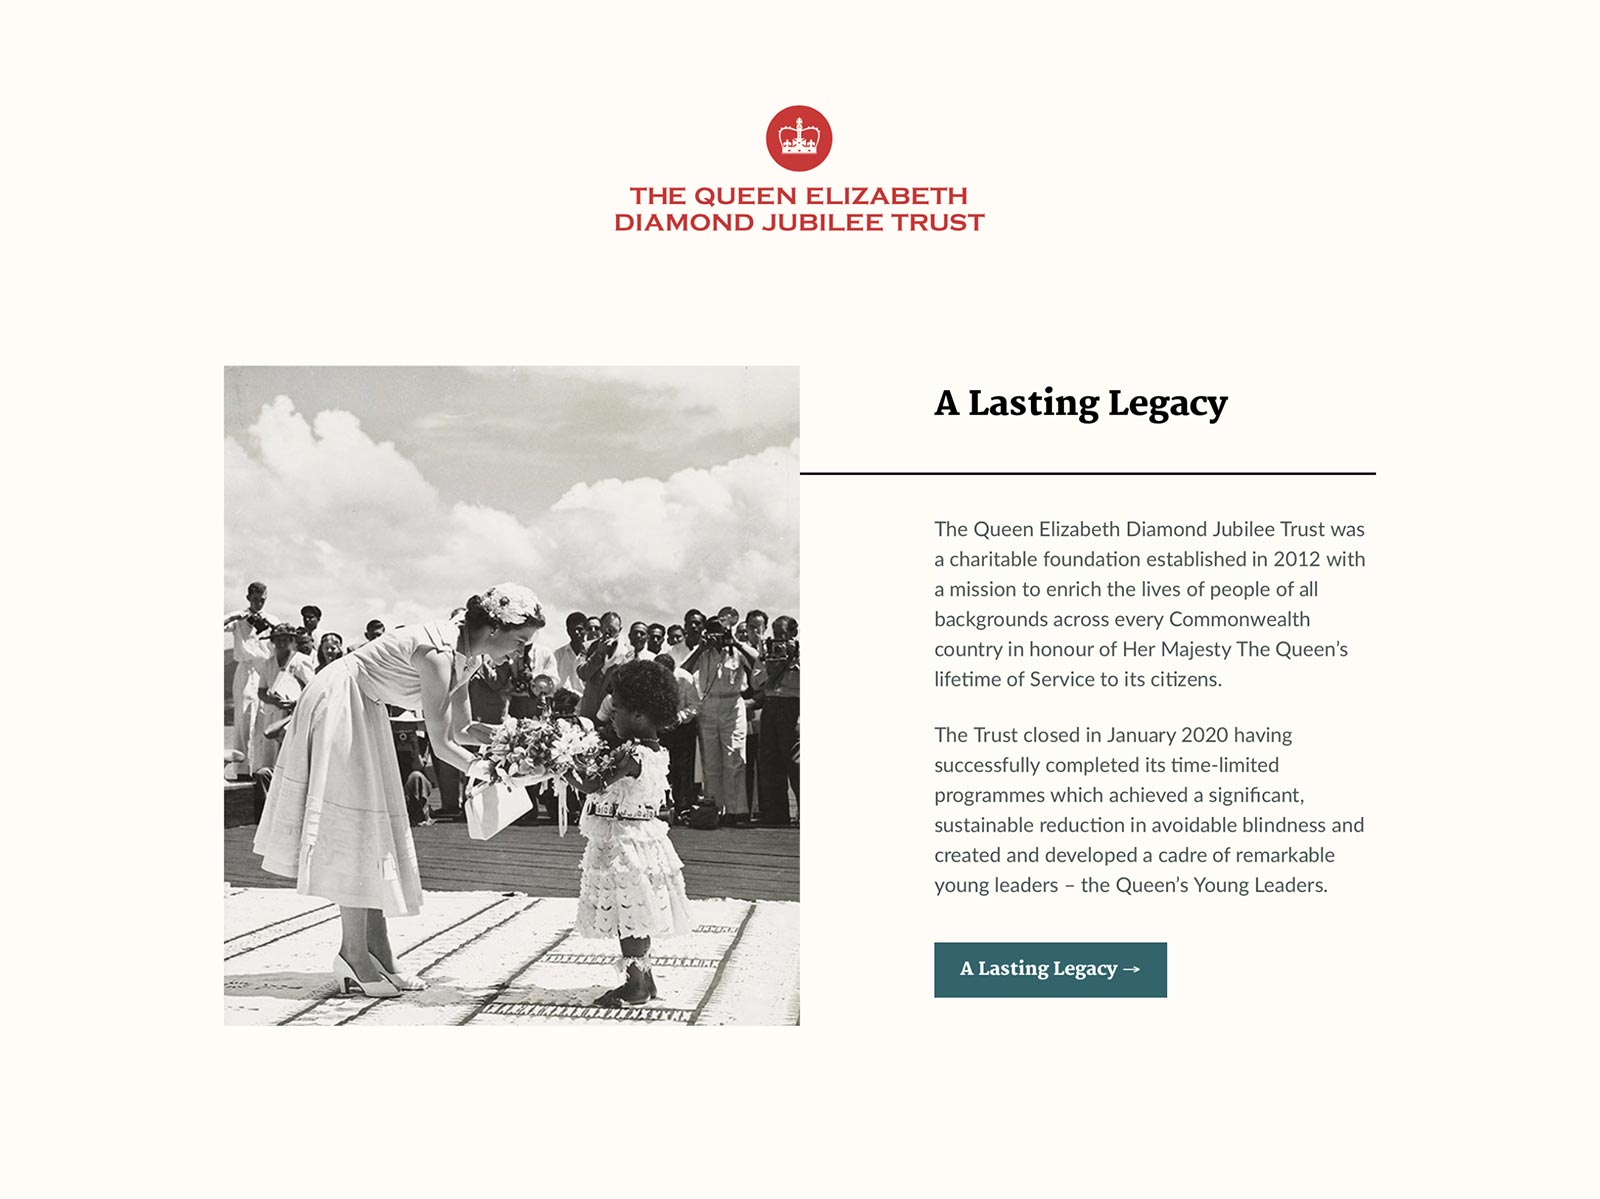 THE QUEEN ELIZABETH
DIAMOND JUBILEE TRUST
A Lasting Legacy
The Queen Elizabeth Diamond Jubilee Trust was
a charitable foundation established in 2012 with
a mission to enrich the lives of people of all
backgrounds across every Commonwealth
country in honour of Her Majesty The Queen’s
lifetime of Service to its citizens.
The Trust closed in January 2020 having
successfully completed its time-limited
programmes which achieved a significant,
sustainable reduction in avoidable blindness and
created and developed a cadre of remarkable
young leaders – the Queen’s Young Leaders.
A Lasting Legacy →